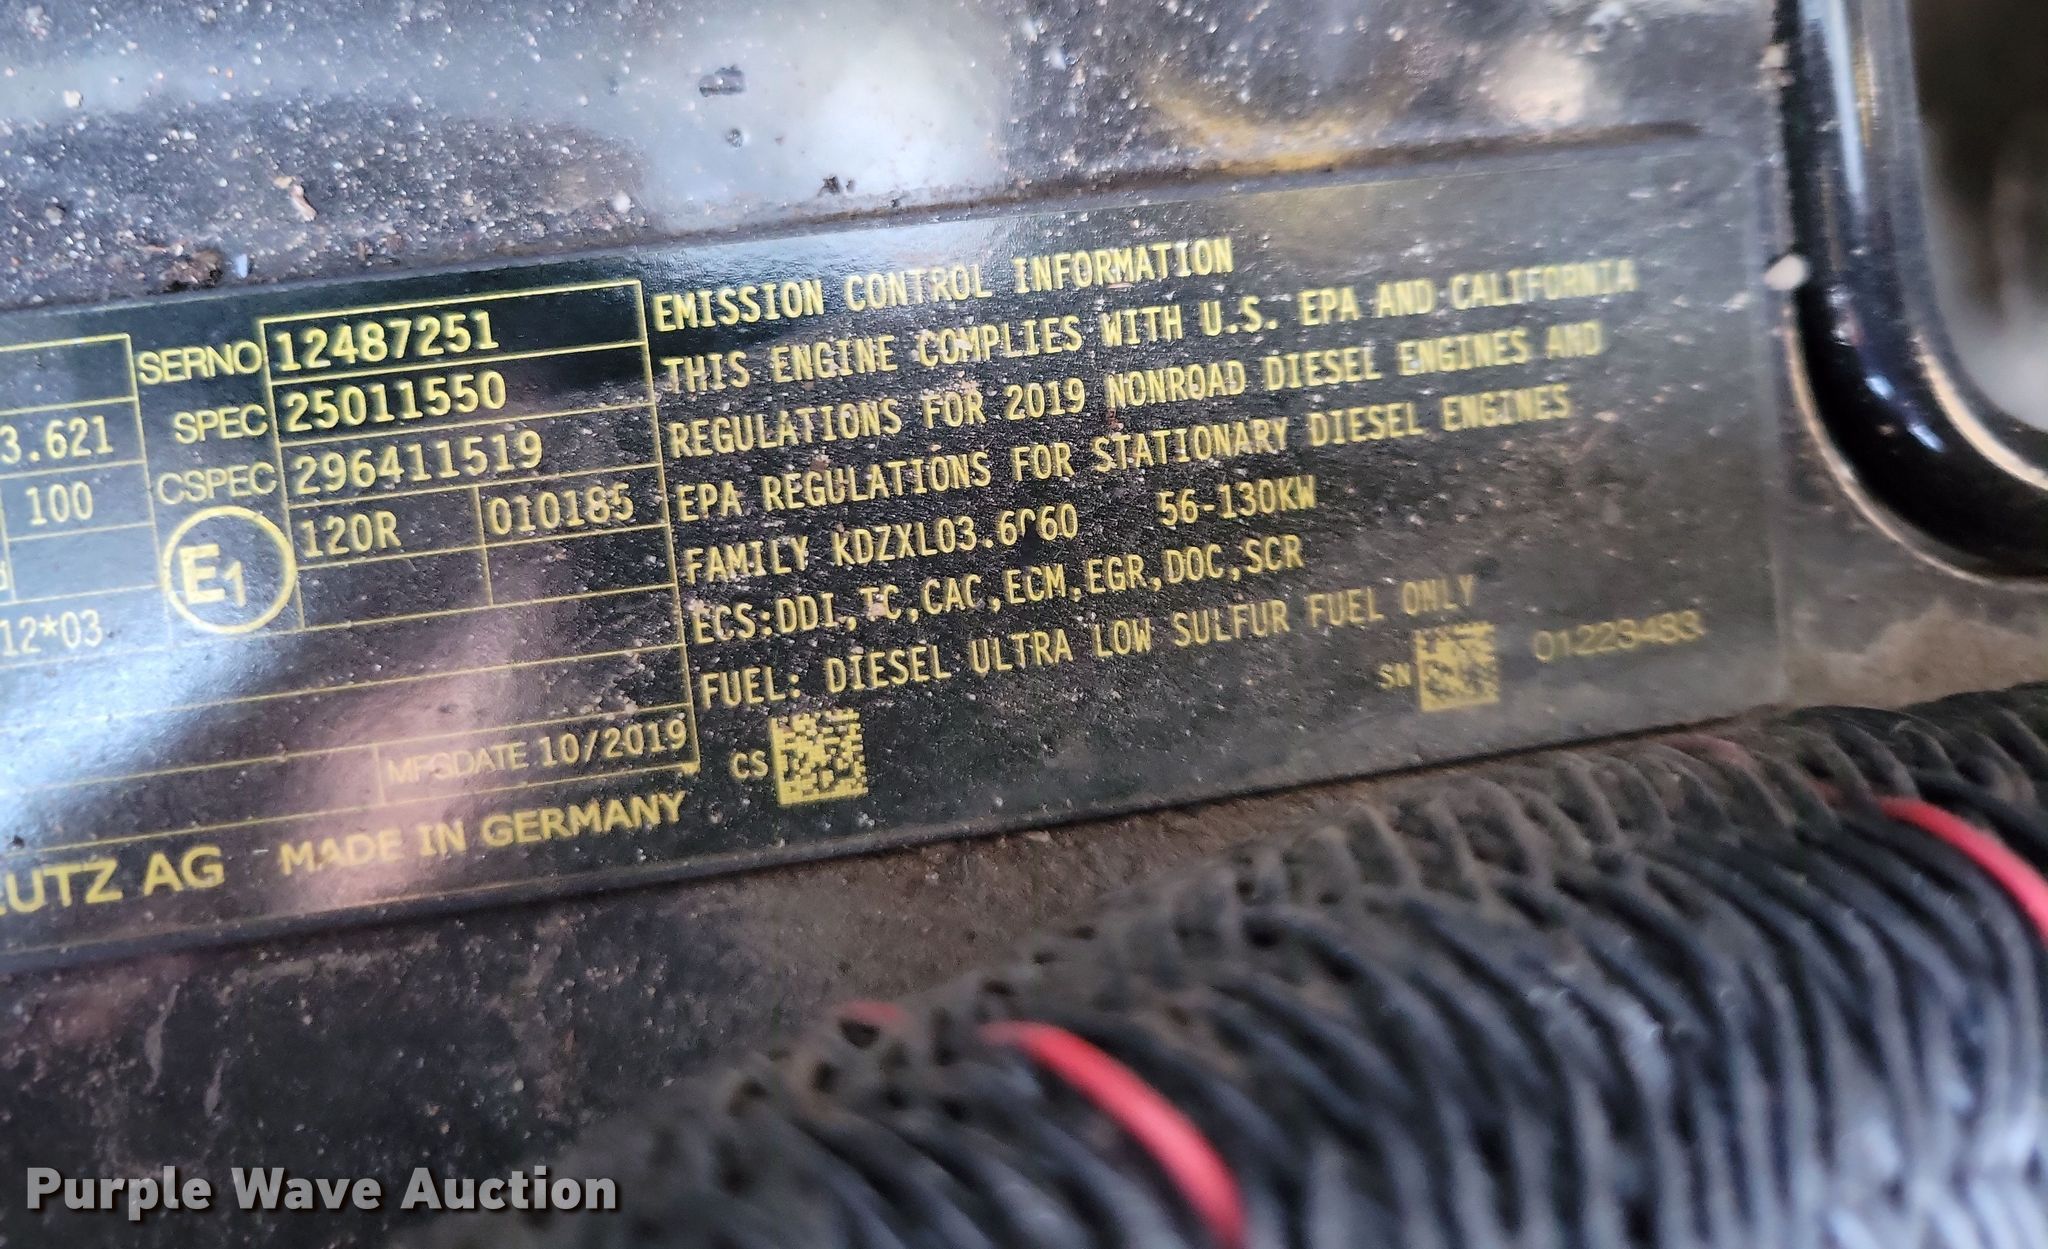 SERNO 12487251
3.621 SPEC 25011550
100 CSPEC 296411519
E1 120R 010185
12*03
MFGDATE 10/2019
MADE IN GERMANY
AG
EMISSION CONTROL INFORMATION
THIS ENGINE COMPLIES WITH U.S. EPA AND CALIFORNIA
REGULATIONS FOR 2019 NONROAD DIESEL ENGINES AND
EPA REGULATIONS FOR STATIONARY DIESEL ENGINES
FAMILY 56-130KW
ECS:DDI,TC,CAC,ECM,EGR,DOC,SCR
FUEL: DIESEL ULTRA LOW SULFUR FUEL ONLY
CS SN
Purple Wave Auction